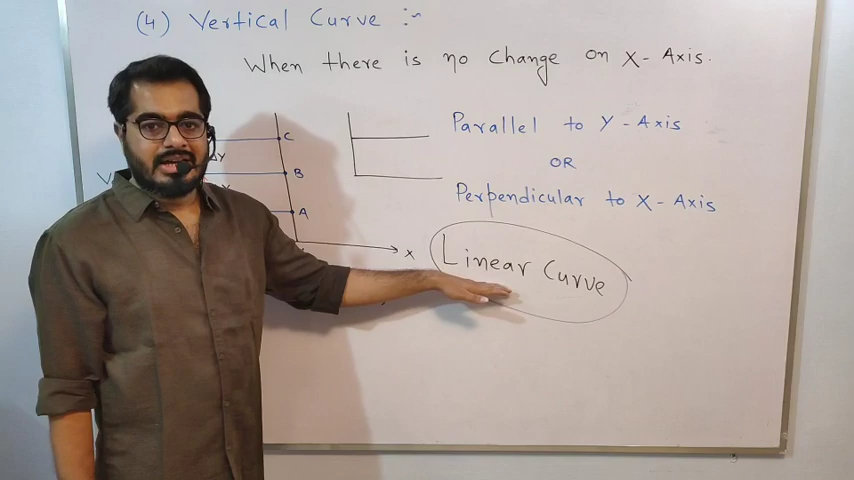 (4) Vertical Curve :-
When there is no change on X-Axis.
Parallel to Y-Axis
OR
Perpendicular to X-Axis
C
ΔY
B
A
X
Linear Curve